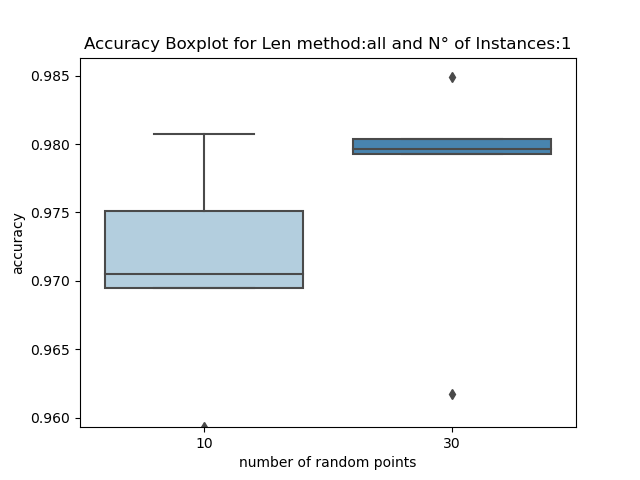 Accuracy Boxplot for Len method:all and N° of Instances:1
0.985
0.980
0.975
0.970
0.965
0.960
accuracy
10 30
number of random points